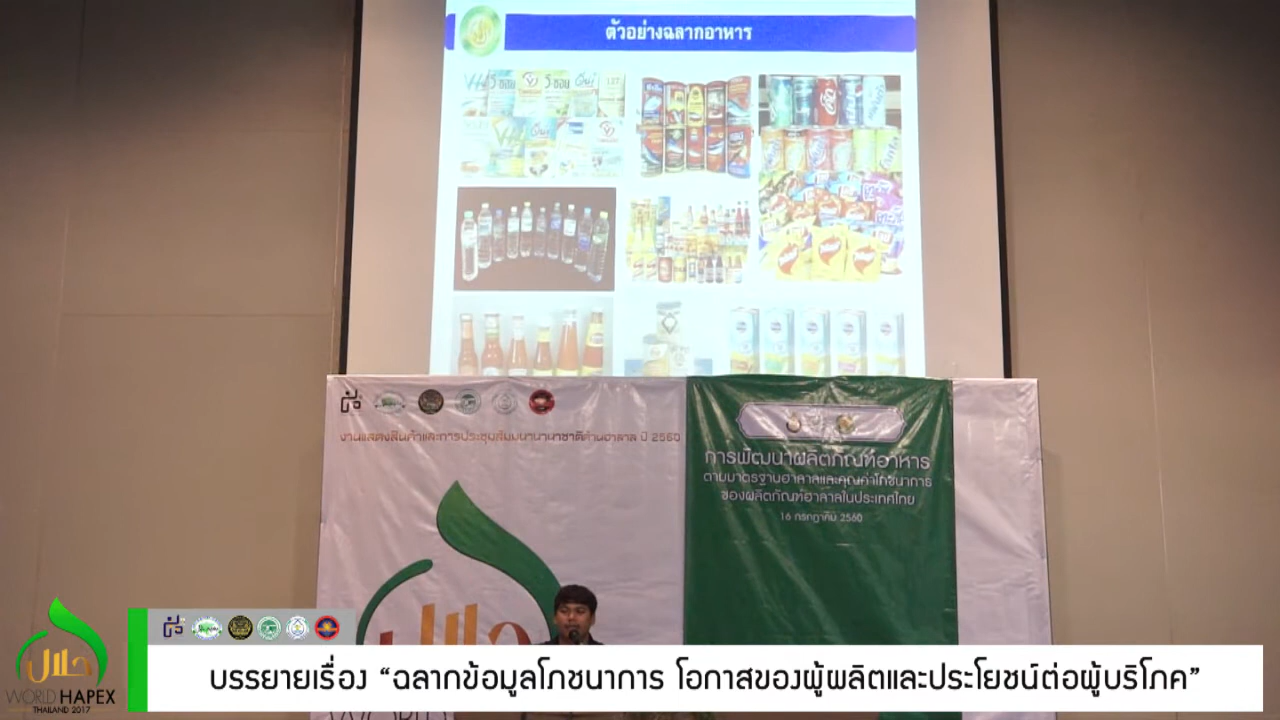 ตัวอย่างฉลากอาหาร
งานแสดงสินค้าและการประชุมสัมมนานานาชาติด้านฮาลาล ปี 2560
การพัฒนาผลิตภัณฑ์อาหาร
ตามมาตรฐานฮาลาลและคุณค่าโภชนาการ
ของผลิตภัณฑ์ฮาลาลในประเทศไทย
16 กรกฎาคม 2560
حلال
WORLD HAPEX
THAILAND 2017
บรรยายเรื่อง “ฉลากข้อมูลโภชนาการ โอกาสของผู้ผลิตและประโยชน์ต่อผู้บริโภค”
WORLD